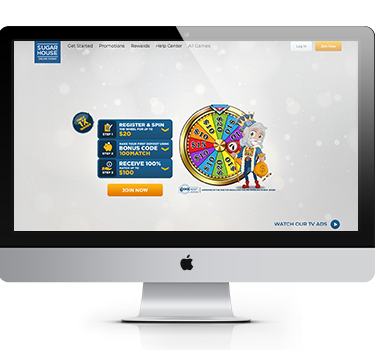 SUGAR
HOUSE
Get Started Promotions Rewards Help Center All Games
Log In Join Now
STEP 1
REGISTER & SPIN
THE WHEEL FOR UP TO
$20
STEP 2
MAKE YOUR FIRST DEPOSIT USING
BONUS CODE
100MATCH
STEP 3
RECEIVE 100%
MATCH UP TO
$100
JOIN NOW
WATCH OUR TV ADS